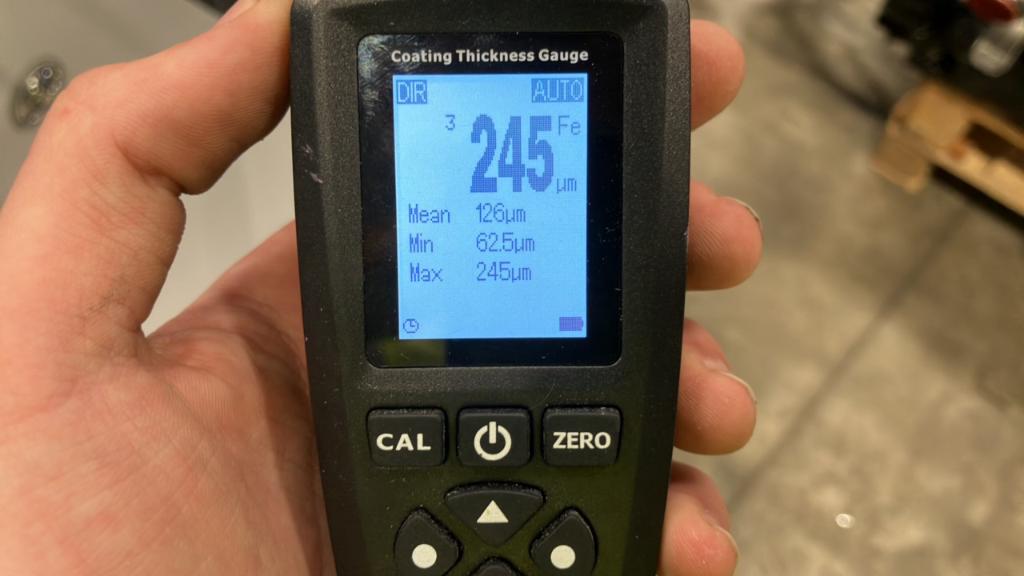 Coating Thickness Gauge
DIR AUTO
3 245 Fe
µm
Mean 126µm
Min 62.5µm
Max 245µm
CAL ZERO